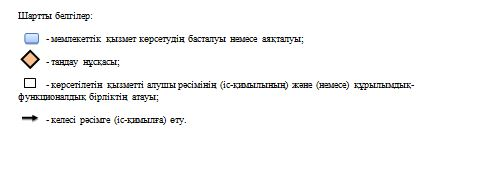 Шартты белгілер:
- мемлекеттік қызмет көрсетудің басталуы немесе аяқталуы;
- таңдау нұсқасы;
- көрсетілетін қызметті алушы рәсімінің (іс-қимылының) және (немесе) құрылымдық-
функционалдық бірліктің атауы;
- келесі рәсімге (іс-қимылға) өту.